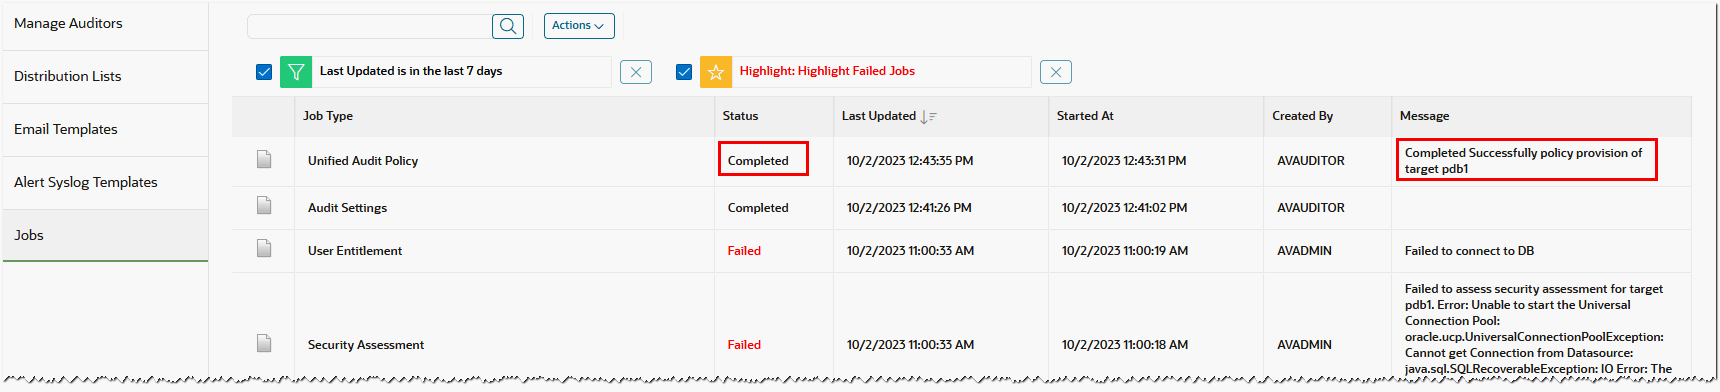 Manage Auditors
Distribution Lists
Email Templates
Alert Syslog Templates
Jobs
Actions
Last Updated is in the last 7 days
Highlight: Highlight Failed Jobs
Job Type
Status
Last Updated
Started At
Created By
Message
Unified Audit Policy
Completed
10/2/2023 12:43:35 PM
10/2/2023 12:43:31 PM
AVAUDITOR
Completed Successfully policy provision of
target pdb1
Audit Settings
Completed
10/2/2023 12:41:26 PM
10/2/2023 12:41:02 PM
AVAUDITOR
User Entitlement
Failed
10/2/2023 11:00:33 AM
10/2/2023 11:00:19 AM
AVADMIN
Failed to connect to DB
Security Assessment
Failed
10/2/2023 11:00:33 AM
10/2/2023 11:00:18 AM
AVADMIN
Failed to assess security assessment for target
pdb1. Error: Unable to start the Universal
Connection Pool:
oracle.ucp.UniversalConnectionPoolException:
Cannot get Connection from Datasource:
java.sql.SQLRecoverableException: IO Error: The